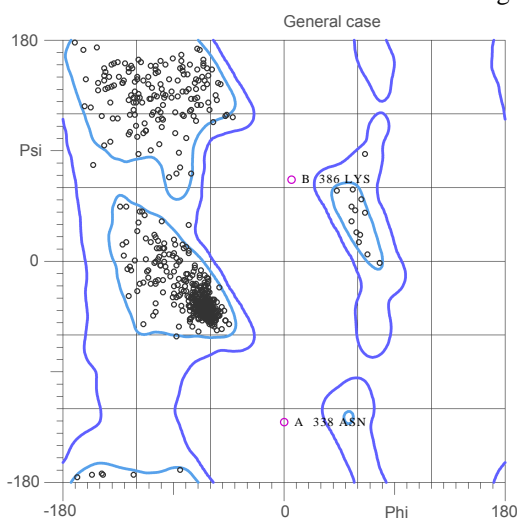 g
General case
180
Psi
B 386 LYS
0
A 338 ASN
-180
-180 0 Phi 180